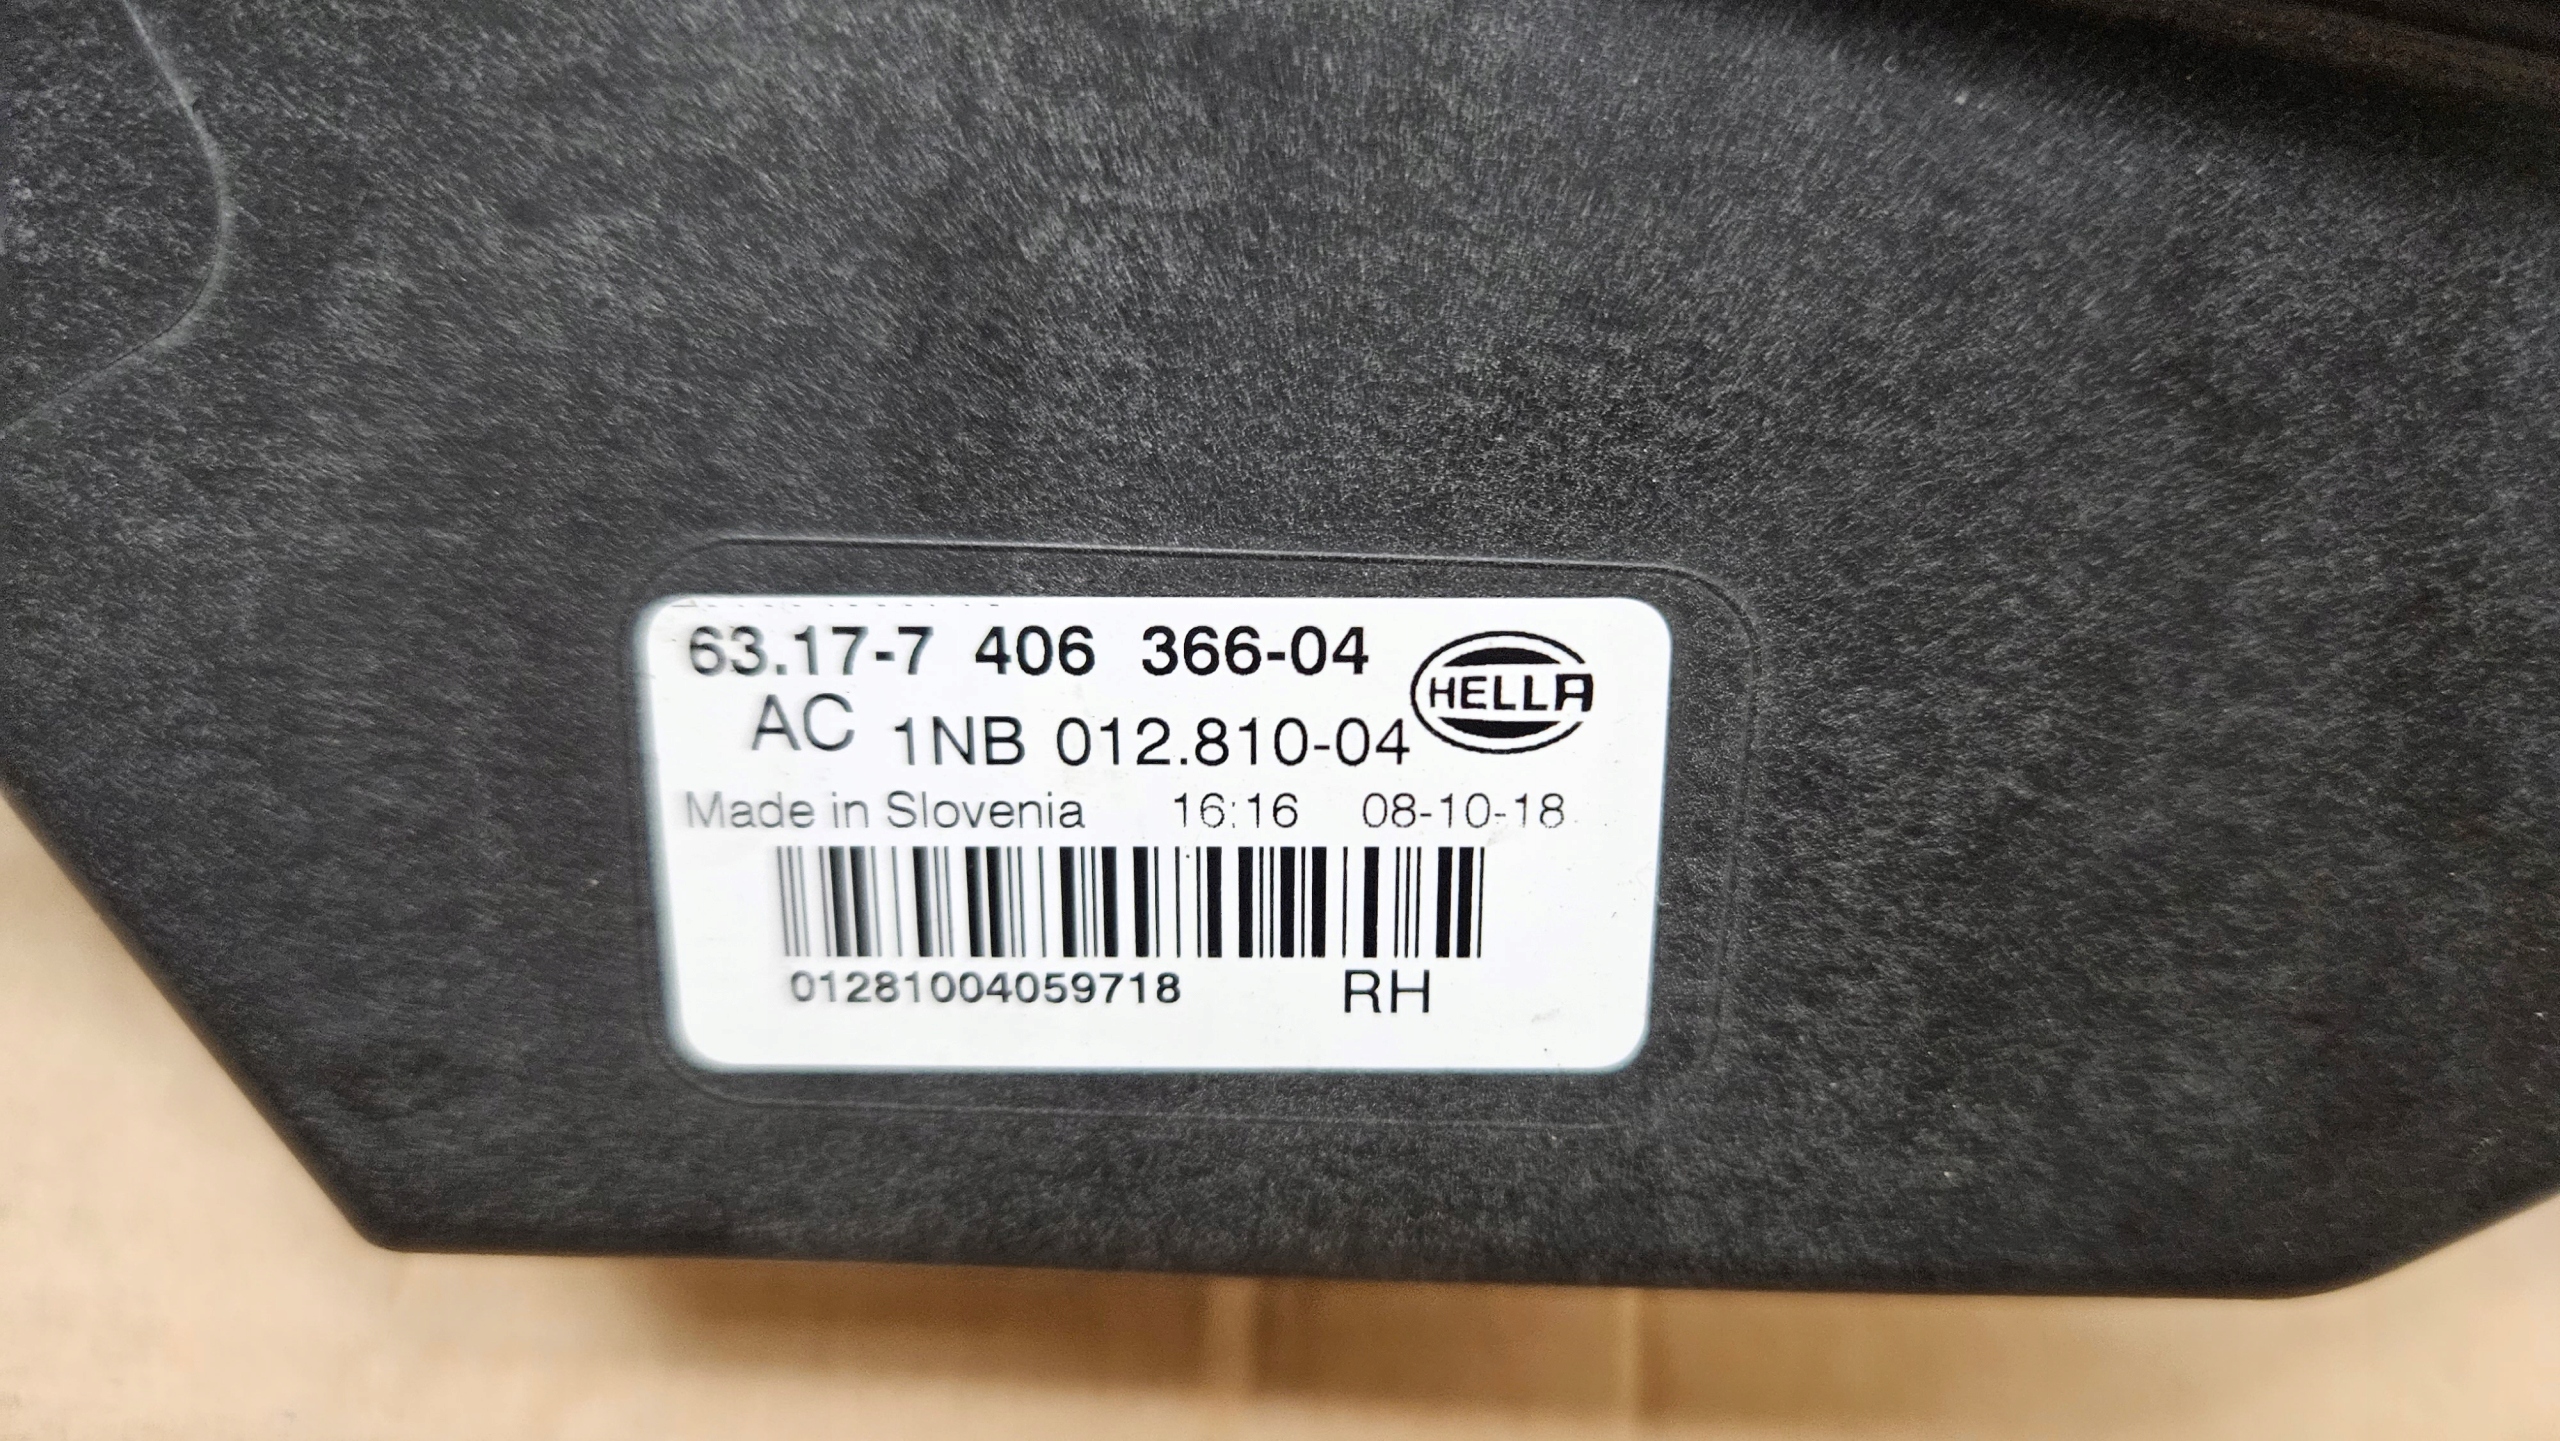 63.17-7 406 366-04
HELLA
AC 1NB 012.810-04
Made in Slovenia 16:16 08-10-18
01281004059718 RH